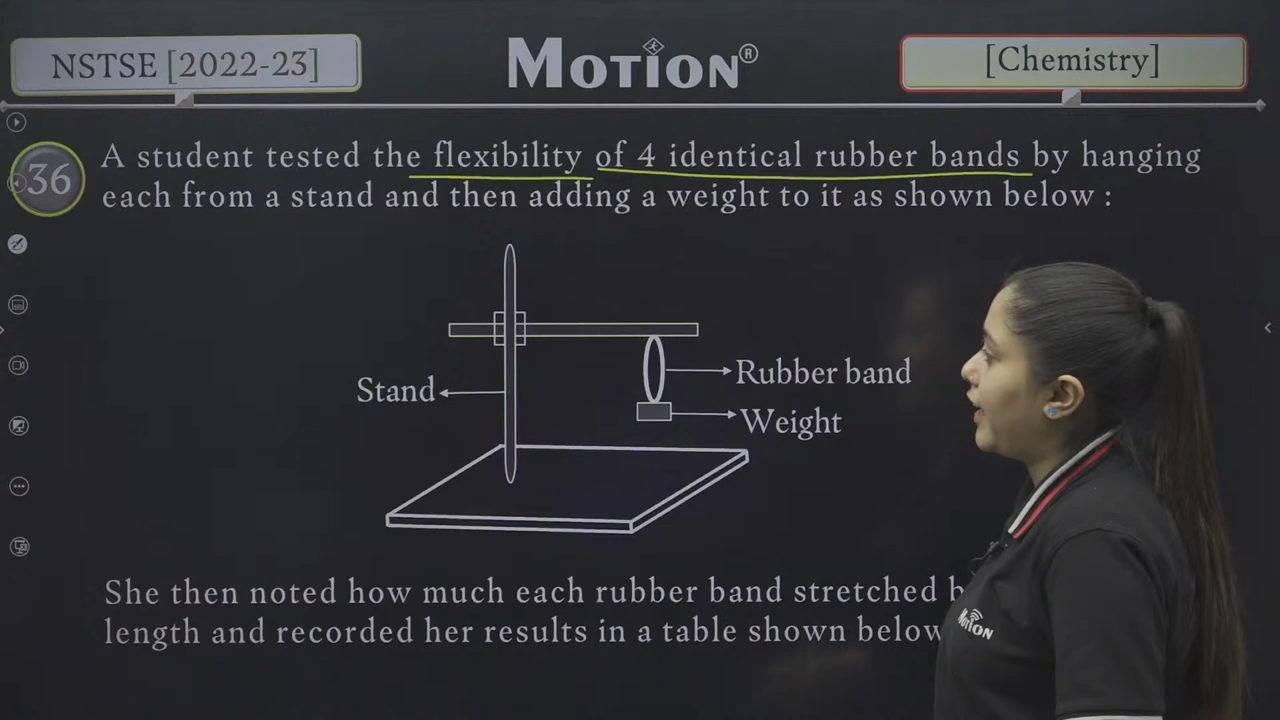 NSTSE [2022-23]
MOTION®
[Chemistry]
36
A student tested the flexibility of 4 identical rubber bands by hanging
each from a stand and then adding a weight to it as shown below :
Stand
Rubber band
Weight
She then noted how much each rubber band stretched
length and recorded her results in a table shown below
MOTION